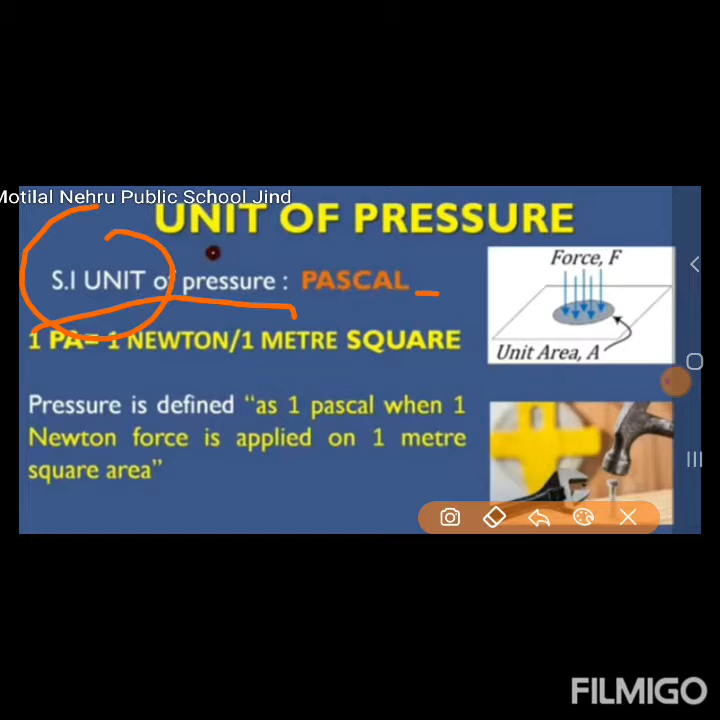 Motilal Nehru Public School Jind
UNIT OF PRESSURE
S.I UNIT of pressure : PASCAL
1 PA= 1 NEWTON/1 METRE SQUARE
Pressure is defined “as 1 pascal when 1
Newton force is applied on 1 metre
square area”
Force, F
Unit Area, A
FILMIGO